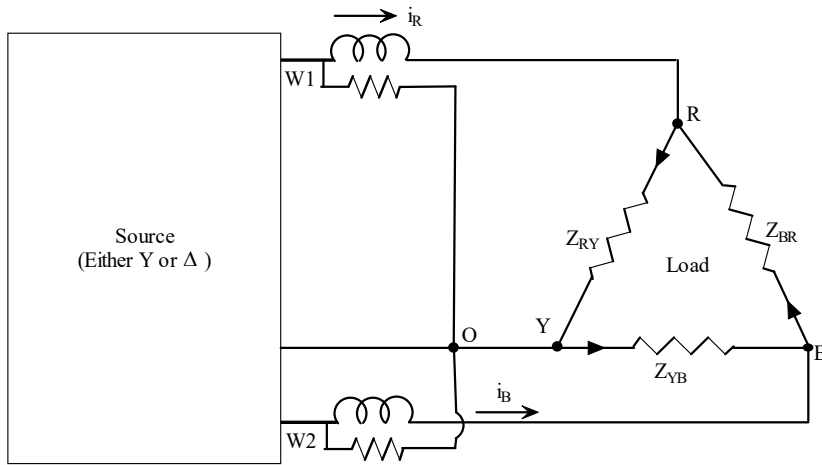 i_R
W1
R
Source
(Either Y or Δ )
Z_RY
Z_BR
Load
O
Y
B
Z_YB
i_B
W2